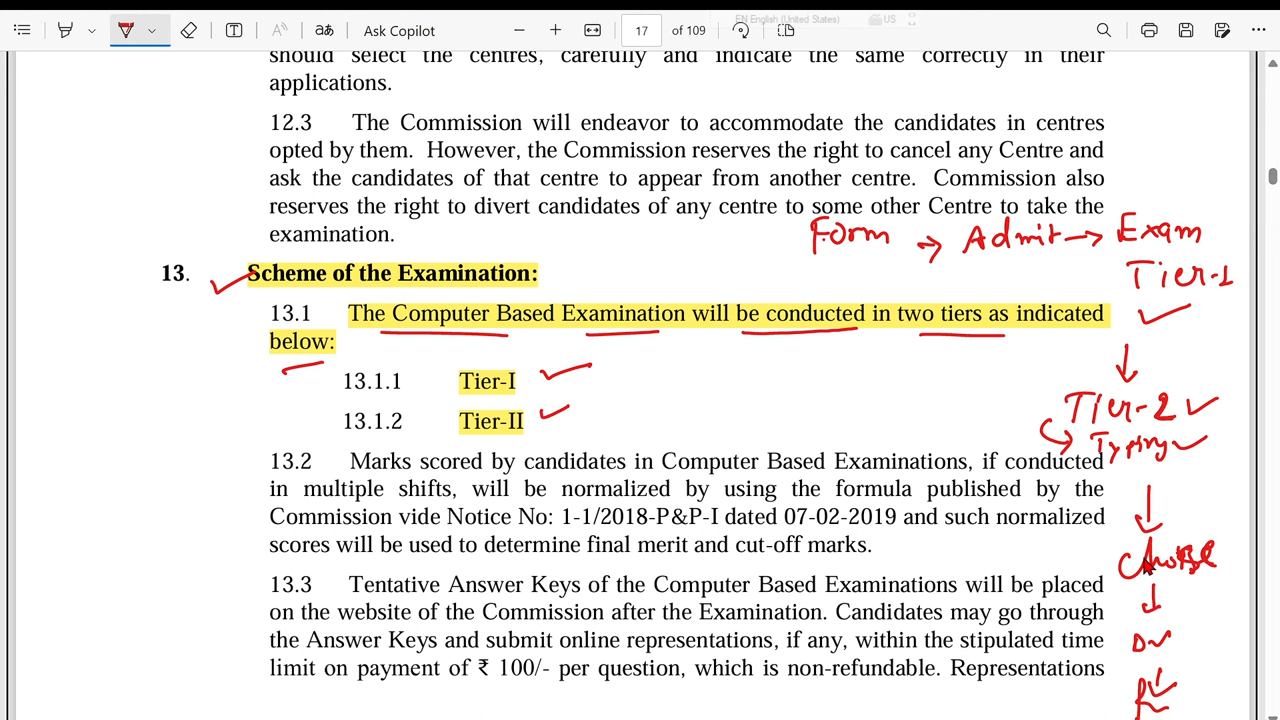 EN English (United States) US
Ask Copilot 17 of 109
should select the centres, carefully and indicate the same correctly in their
applications.
12.3 The Commission will endeavor to accommodate the candidates in centres
opted by them. However, the Commission reserves the right to cancel any Centre and
ask the candidates of that centre to appear from another centre. Commission also
reserves the right to divert candidates of any centre to some other Centre to take the
examination.
Form → Admit → Exam
Tier-1
13. Scheme of the Examination:
13.1 The Computer Based Examination will be conducted in two tiers as indicated
below:
13.1.1 Tier-I
13.1.2 Tier-II
Tier-2
Typing
13.2 Marks scored by candidates in Computer Based Examinations, if conducted
in multiple shifts, will be normalized by using the formula published by the
Commission vide Notice No: 1-1/2018-P&P-I dated 07-02-2019 and such normalized
scores will be used to determine final merit and cut-off marks.
13.3 Tentative Answer Keys of the Computer Based Examinations will be placed
on the website of the Commission after the Examination. Candidates may go through
the Answer Keys and submit online representations, if any, within the stipulated time
limit on payment of ₹ 100/- per question, which is non-refundable. Representations
DV